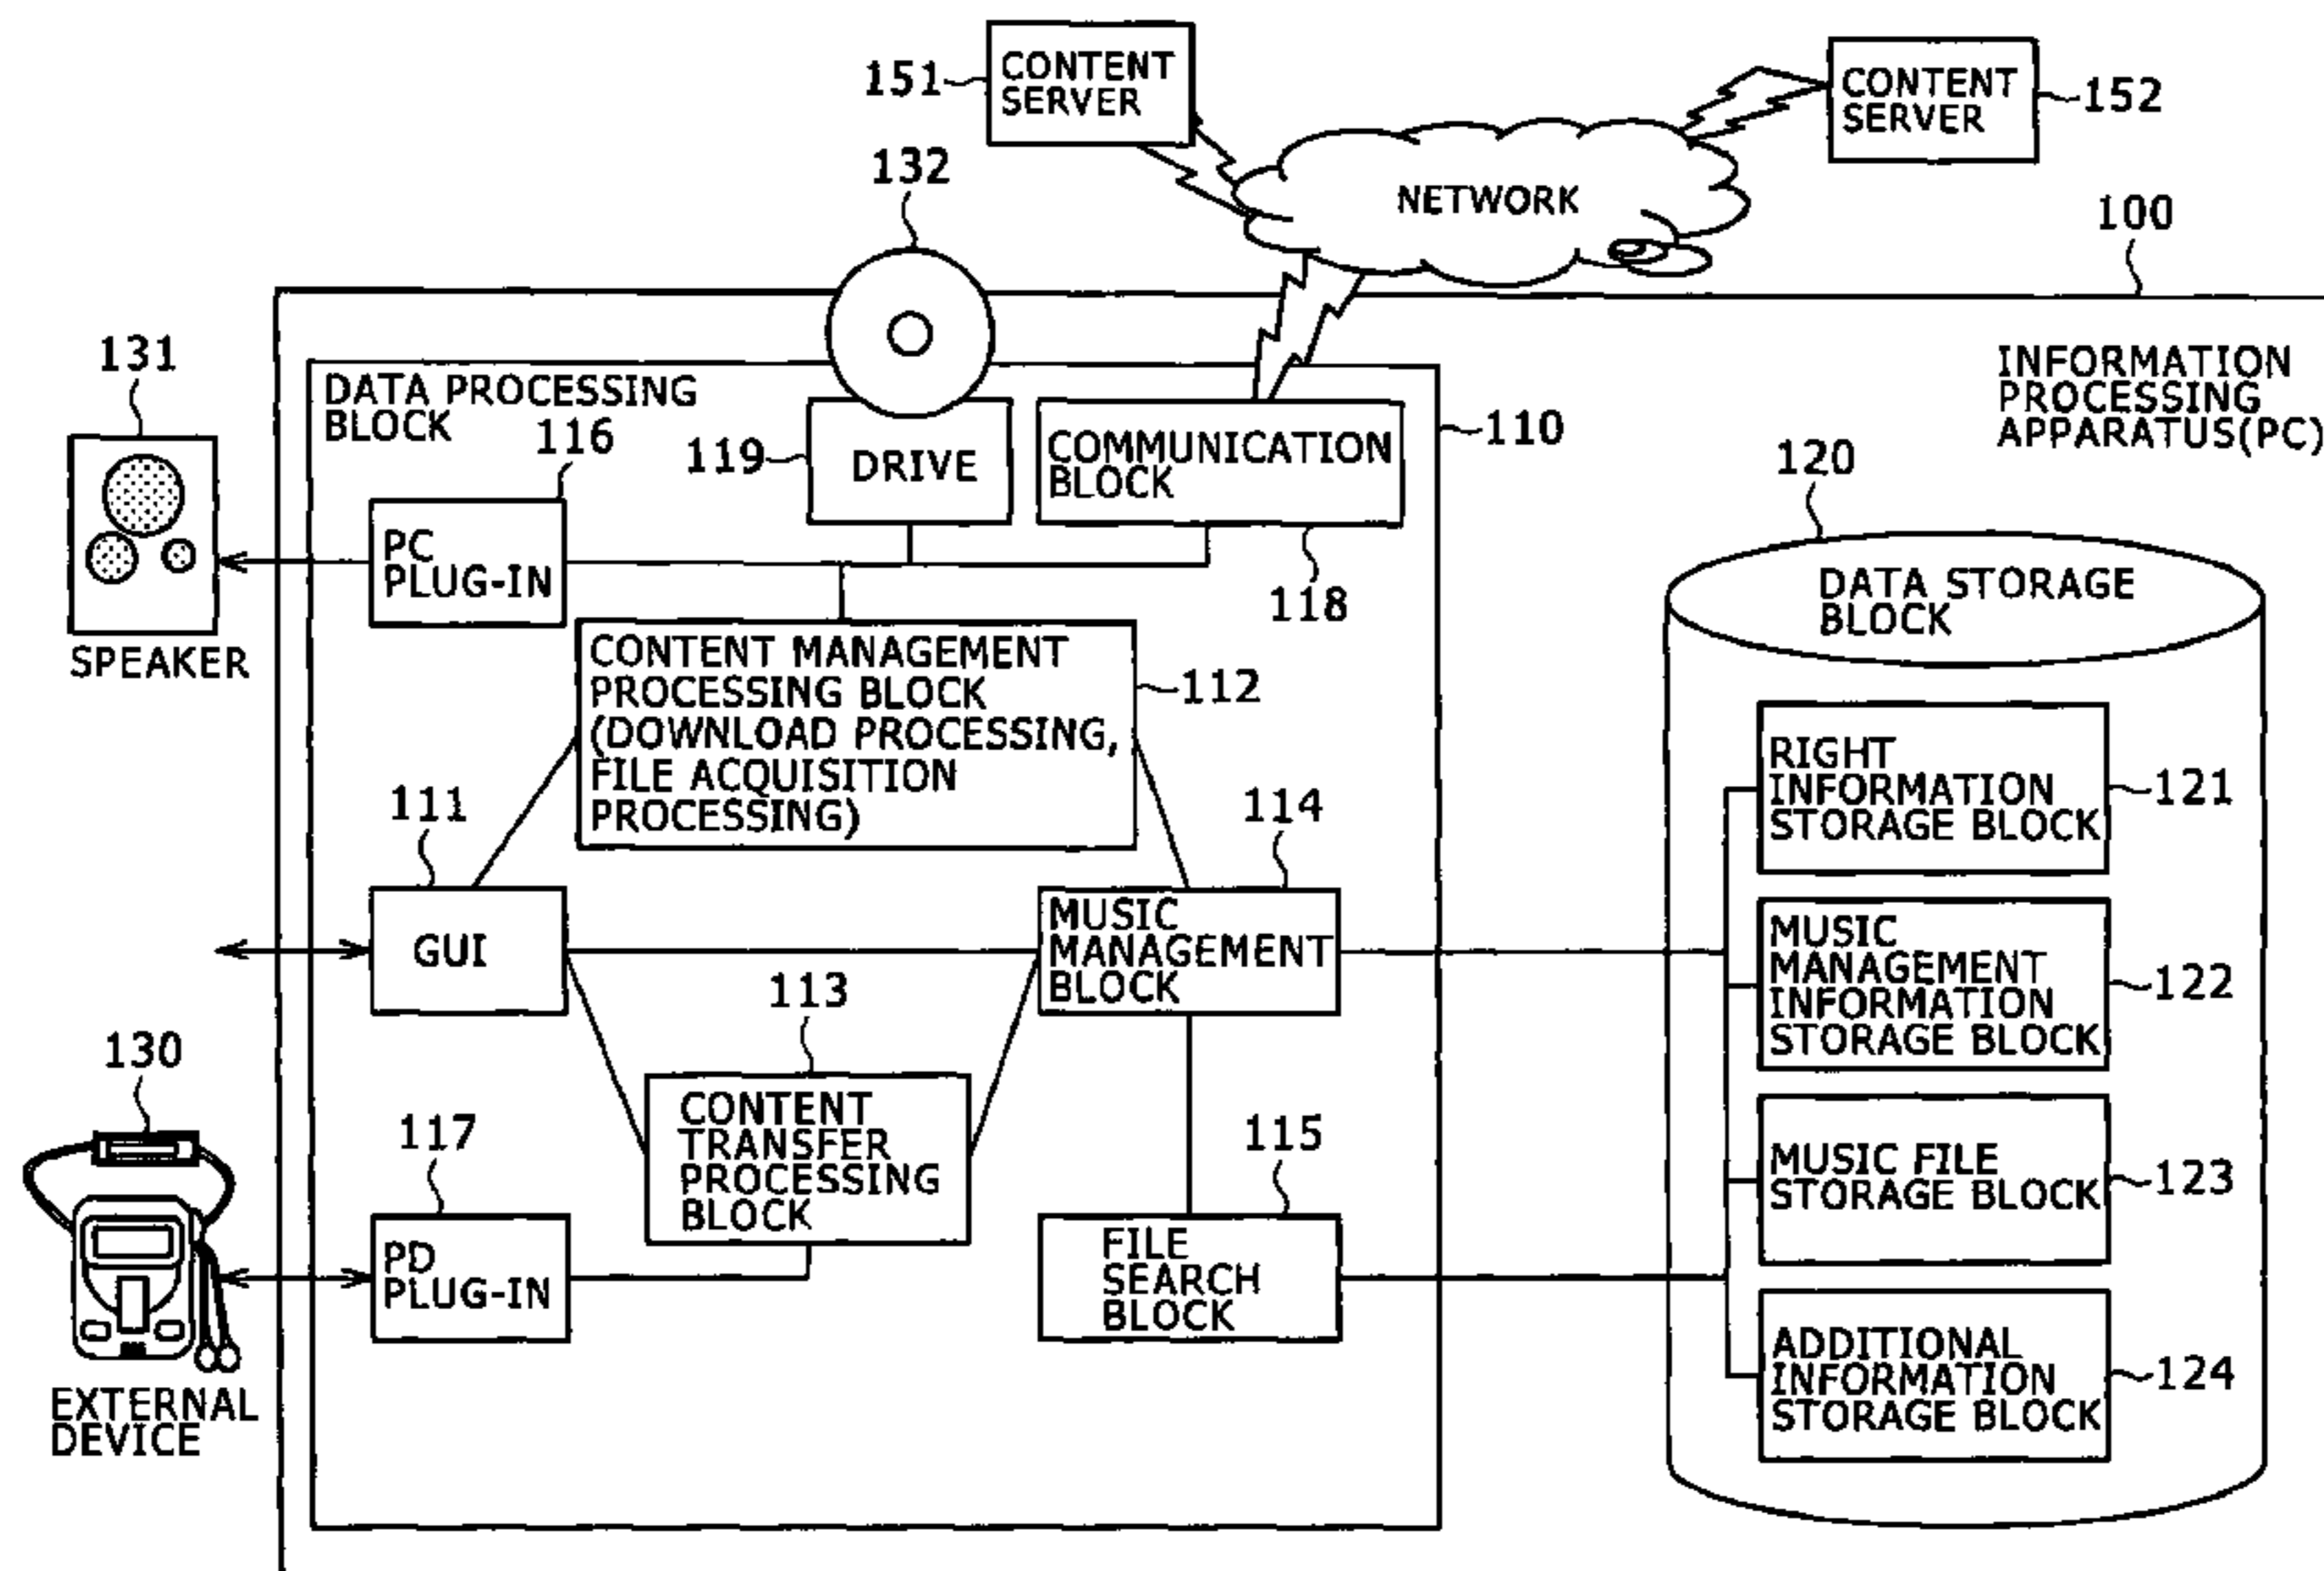 151
CONTENT
SERVER
CONTENT
SERVER
152
132
NETWORK
100
131
INFORMATION
PROCESSING
APPARATUS(PC)
DATA PROCESSING
BLOCK
116
119
DRIVE
COMMUNICATION
BLOCK
110
120
PC
PLUG-IN
118
DATA STORAGE
BLOCK
SPEAKER
CONTENT MANAGEMENT
PROCESSING BLOCK
(DOWNLOAD PROCESSING,
FILE ACQUISITION
PROCESSING)
112
RIGHT
INFORMATION
STORAGE BLOCK
121
111
114
GUI
MUSIC
MANAGEMENT
BLOCK
MUSIC
MANAGEMENT
INFORMATION
STORAGE BLOCK
122
113
130
CONTENT
TRANSFER
PROCESSING
BLOCK
117
115
MUSIC FILE
STORAGE BLOCK
123
PD
PLUG-IN
FILE
SEARCH
BLOCK
ADDITIONAL
INFORMATION
STORAGE BLOCK
124
EXTERNAL
DEVICE